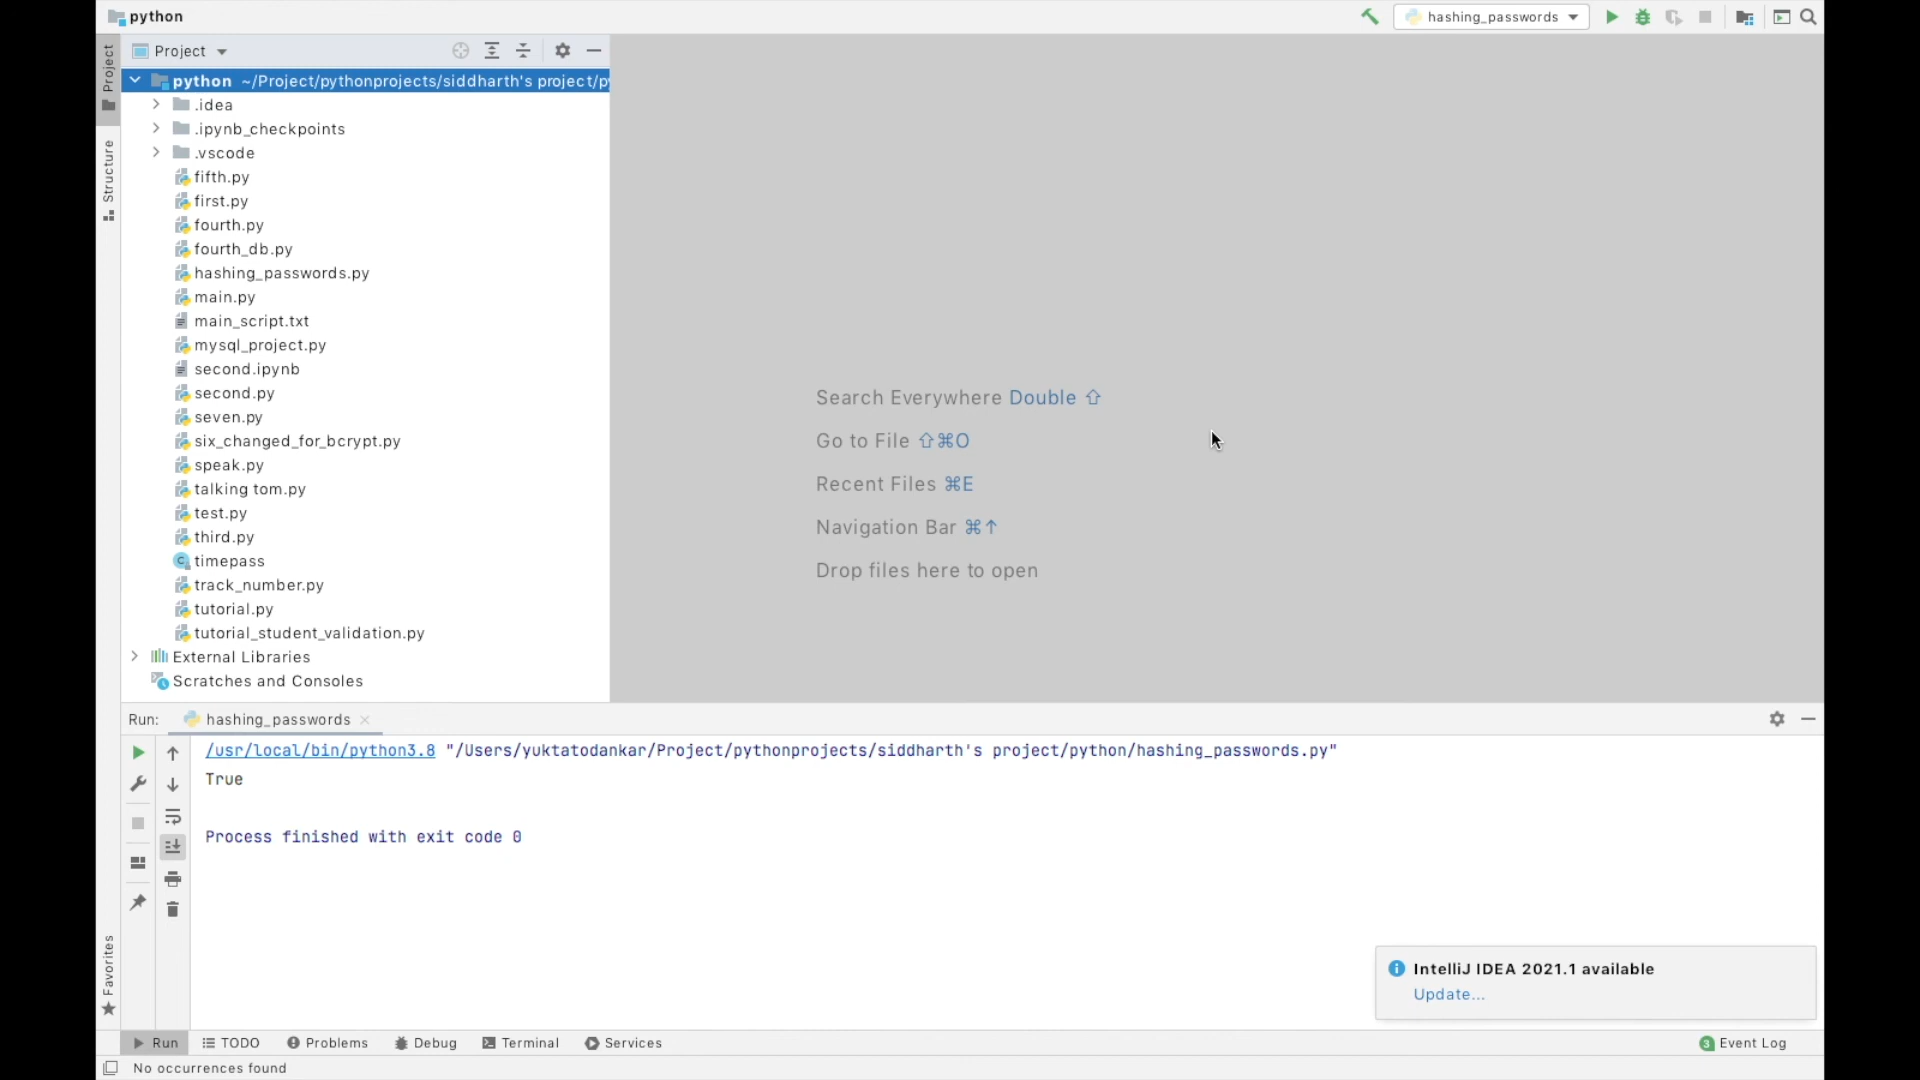 python
hashing_passwords
Project
Project
Structure
python ~/Project/pythonprojects/siddharth's project/p
.idea
.ipynb_checkpoints
.vscode
fifth.py
first.py
fourth.py
fourth_db.py
hashing_passwords.py
main.py
main_script.txt
mysql_project.py
second.ipynb
second.py
seven.py
six_changed_for_bcrypt.py
speak.py
talking tom.py
test.py
third.py
timepass
track_number.py
tutorial.py
tutorial_student_validation.py
External Libraries
Scratches and Consoles
Search Everywhere Double ⇧
Go to File ⇧⌘O
Recent Files ⌘E
Navigation Bar ⌘↑
Drop files here to open
Run: hashing_passwords
/usr/local/bin/python3.8 "/Users/yuktatodankar/Project/pythonprojects/siddharth's project/python/hashing_passwords.py"
True
Process finished with exit code 0
Favorites
IntelliJ IDEA 2021.1 available
Update...
Run TODO Problems Debug Terminal Services
3 Event Log
No occurrences found